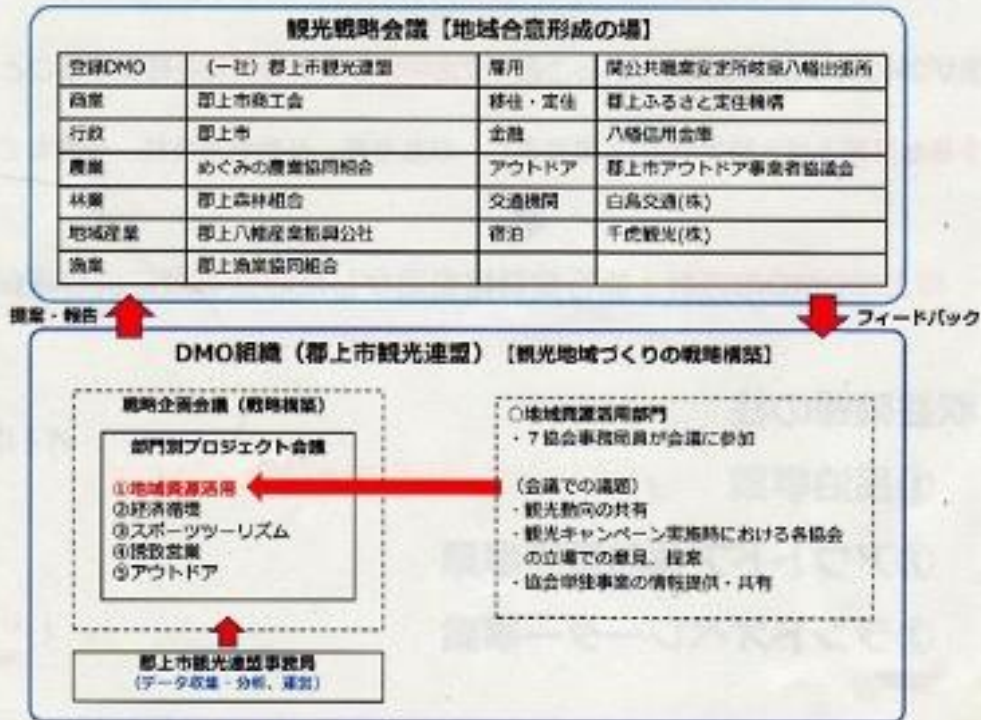 観光戦略会議【地域合意形成の場】
登録DMO （一社）郡上市観光連盟 雇用 関公共職業安定所岐阜八幡出張所
商業 郡上市商工会 移住・定住 郡上ふるさと定住機構
行政 郡上市 金融 八幡信用金庫
農業 めぐみの農業協同組合 アウトドア 郡上市アウトドア事業者協議会
林業 郡上森林組合 交通機関 白鳥交通(株)
地域産業 郡上八幡産業振興公社 宿泊 千虎観光(株)
漁業 郡上漁業協同組合
提案・報告
フィードバック
DMO組織（郡上市観光連盟）【観光地域づくりの戦略構築】
戦略企画会議（戦略構築）
部門別プロジェクト会議
①地域資源活用
②経済循環
③スポーツツーリズム
④誘致営業
⑤アウトドア
郡上市観光連盟事務局
（データ収集・分析、運営）
○地域資源活用部門
・７協会事務局員が会議に参加
（会議での議題）
・観光動向の共有
・観光キャンペーン実施時における各協会
の立場での意見、提案
・協会単独事業の情報提供・共有